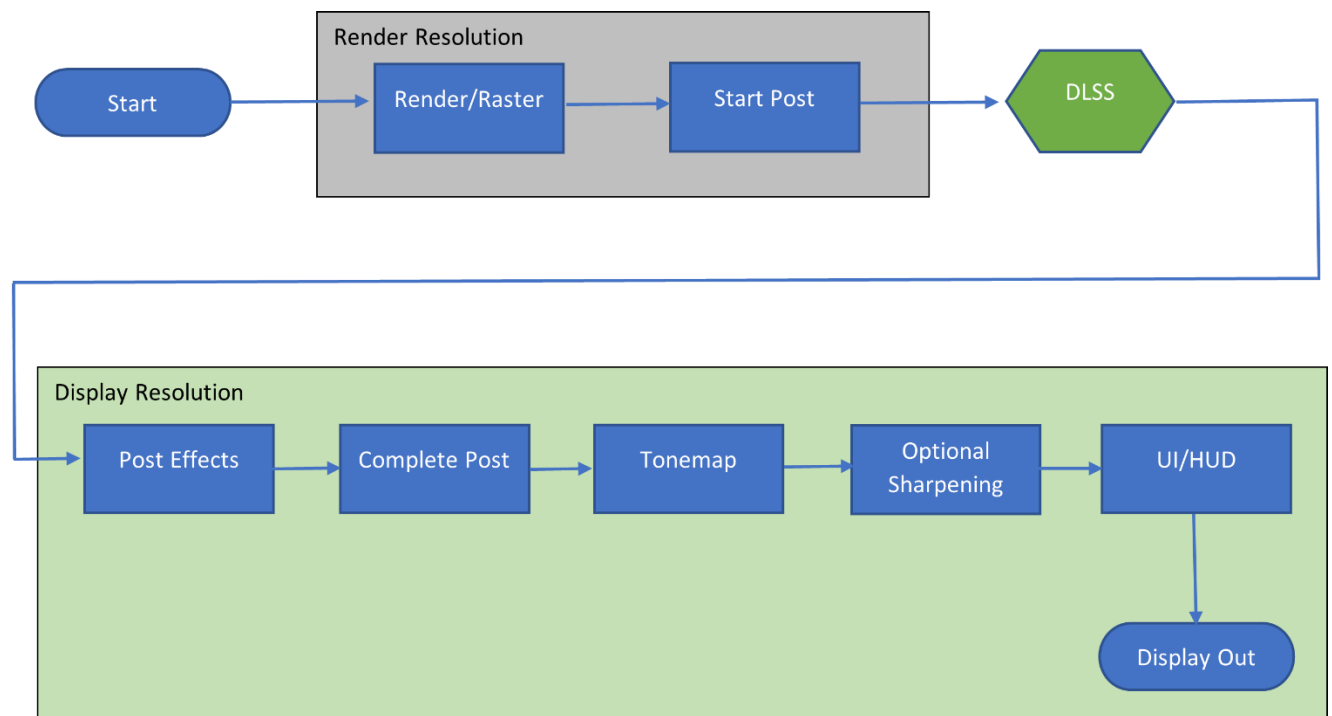 Render Resolution
Start
Render/Raster
Start Post
DLSS
Display Resolution
Post Effects
Complete Post
Tonemap
Optional
Sharpening
UI/HUD
Display Out